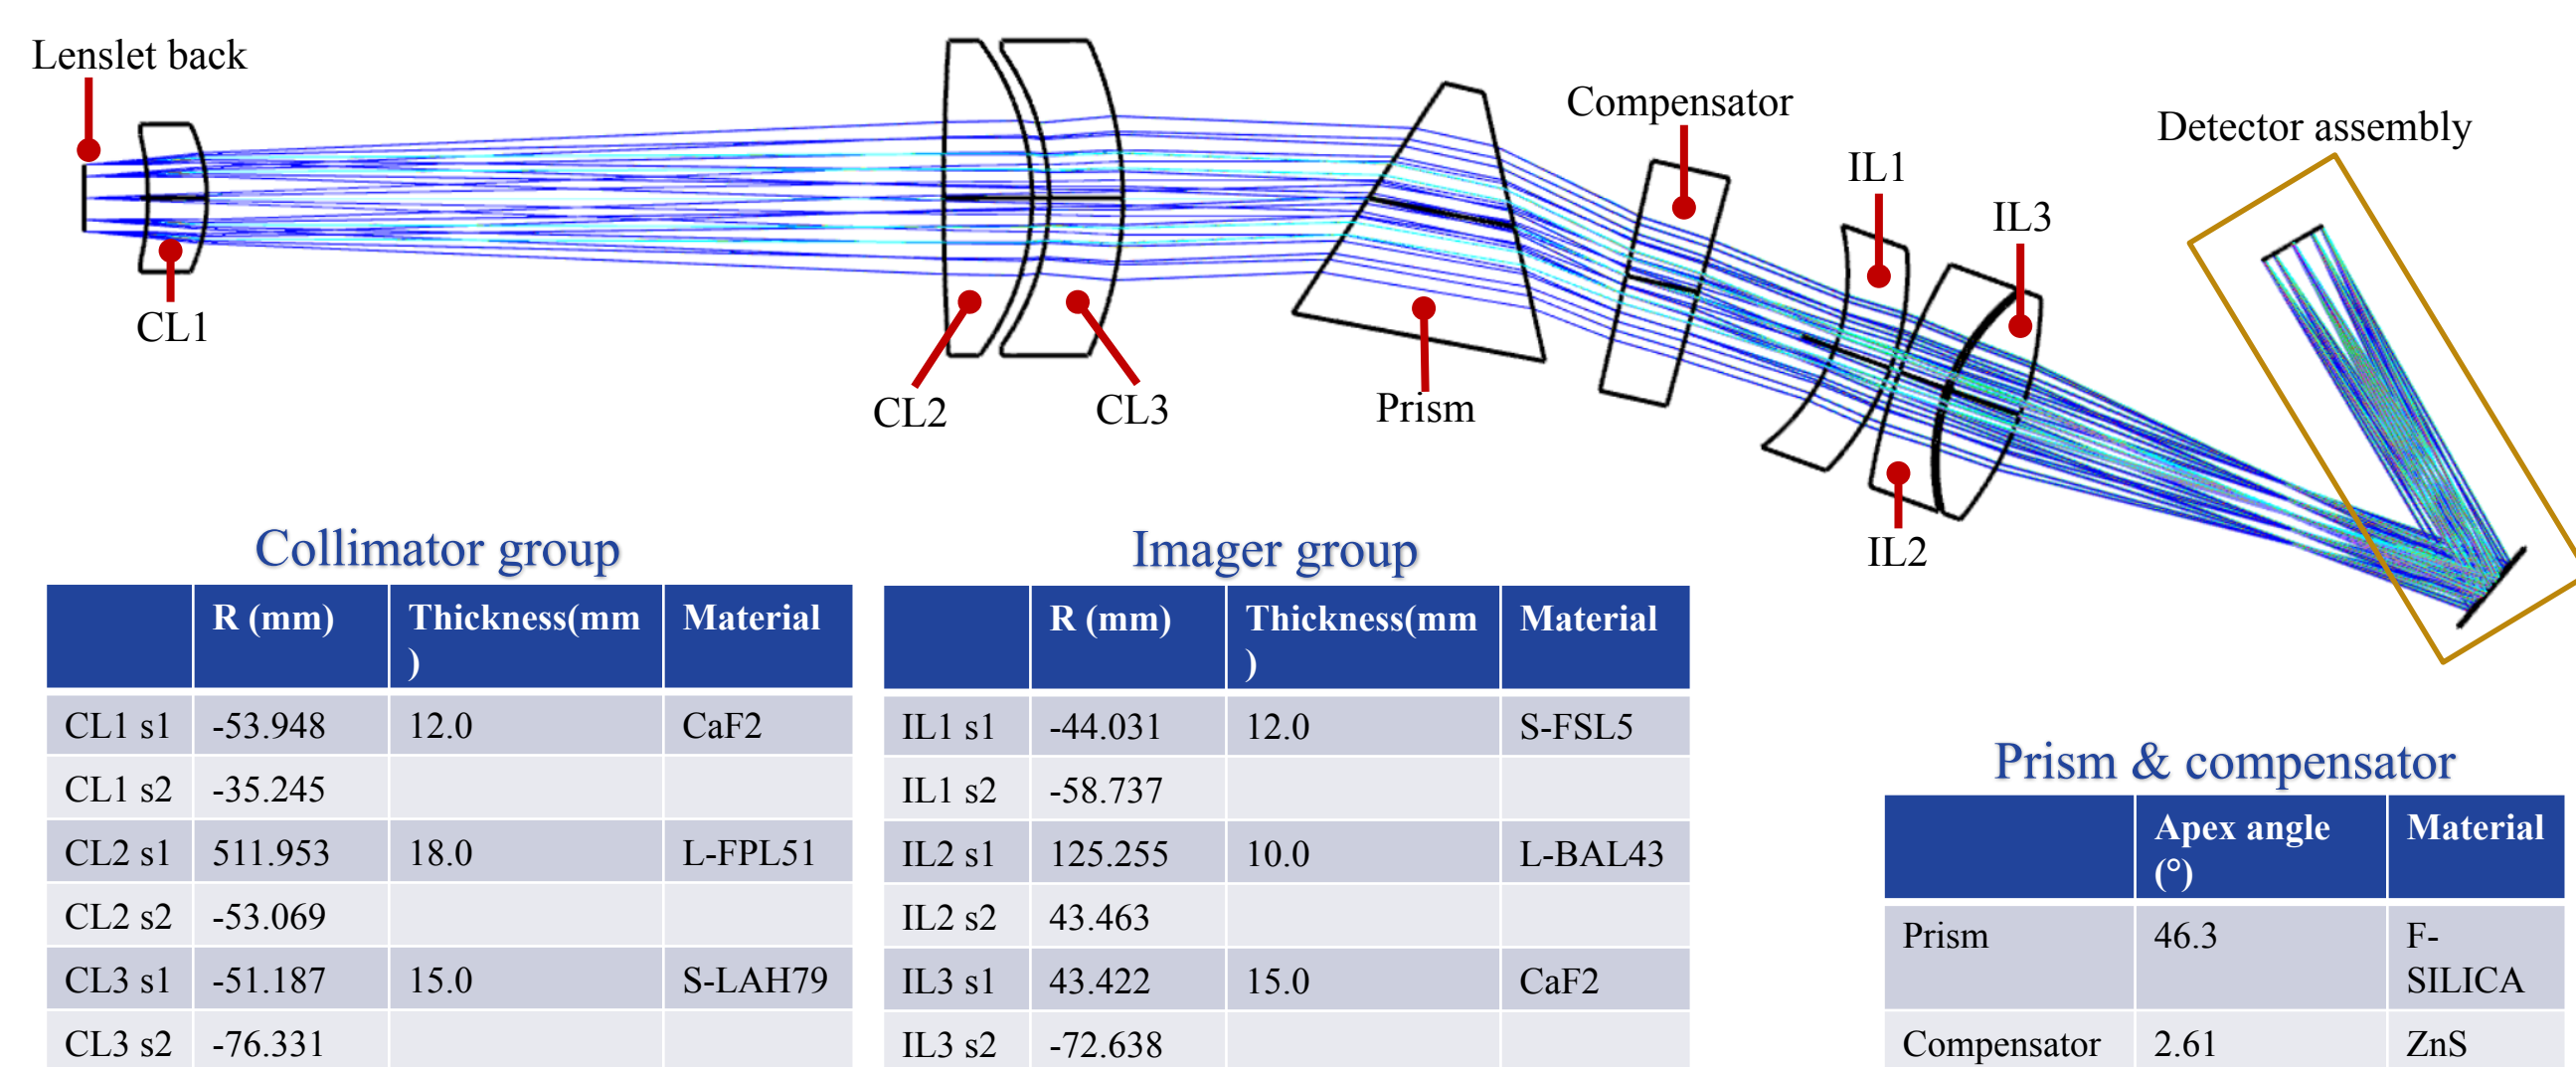 Lenslet back
CL1
CL2
CL3
Prism
Compensator
IL1
IL2
IL3
Detector assembly
Collimator group
R (mm) Thickness(mm
) Material
CL1 s1 -53.948 12.0 CaF2
CL1 s2 -35.245
CL2 s1 511.953 18.0 L-FPL51
CL2 s2 -53.069
CL3 s1 -51.187 15.0 S-LAH79
CL3 s2 -76.331
Imager group
R (mm) Thickness(mm
) Material
IL1 s1 -44.031 12.0 S-FSL5
IL1 s2 -58.737
IL2 s1 125.255 10.0 L-BAL43
IL2 s2 43.463
IL3 s1 43.422 15.0 CaF2
IL3 s2 -72.638
Prism & compensator
Apex angle
(°) Material
Prism 46.3 F-
SILICA
Compensator 2.61 ZnS